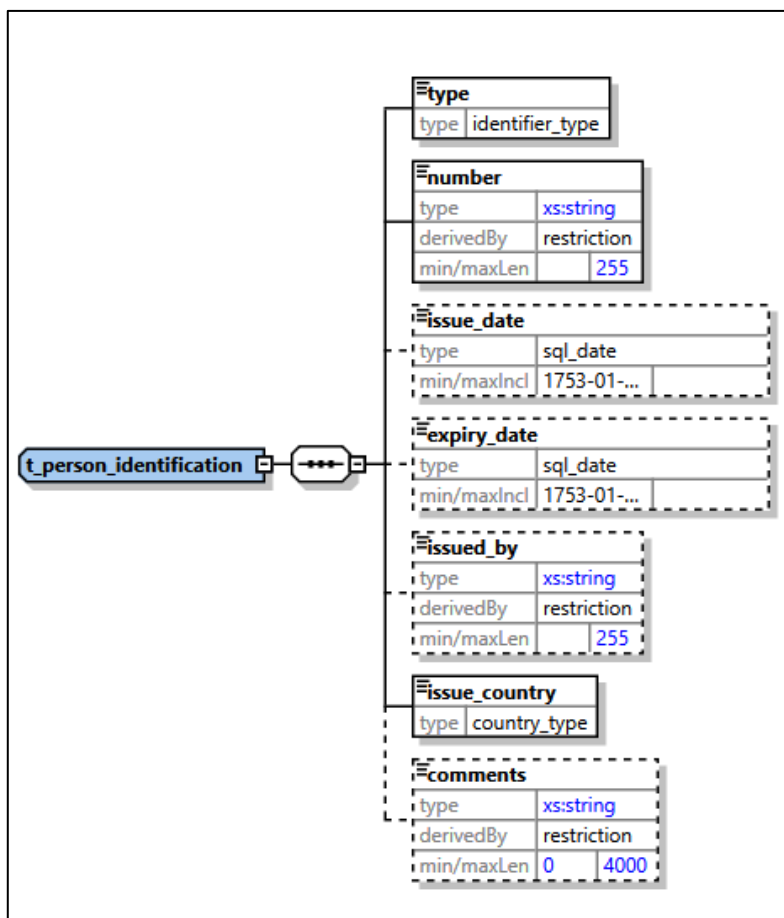 type
type identifier_type
number
type xs:string
derivedBy restriction
min/maxLen 255
issue_date
type sql_date
min/maxIncl 1753-01-...
expiry_date
type sql_date
min/maxIncl 1753-01-...
t_person_identification
issued_by
type xs:string
derivedBy restriction
min/maxLen 255
issue_country
type country_type
comments
type xs:string
derivedBy restriction
min/maxLen 0 4000